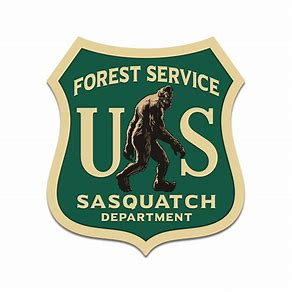 FOREST SERVICE
U S
SASQUATCH
DEPARTMENT